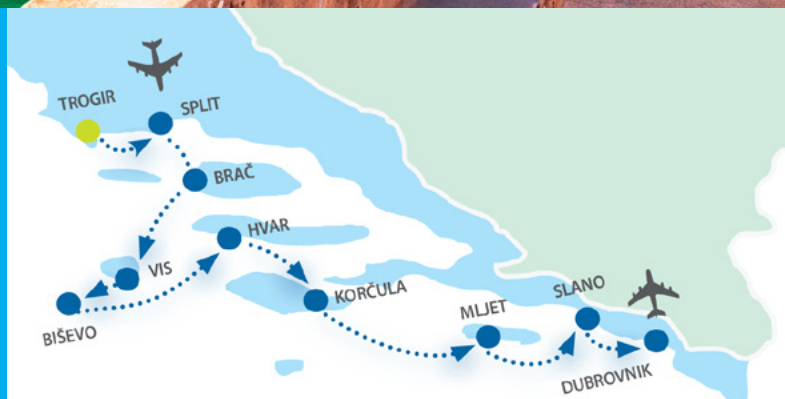 TROGIR
SPLIT
BRAČ
HVAR
VIS
BIŠEVO
KORČULA
MLJET
SLANO
DUBROVNIK